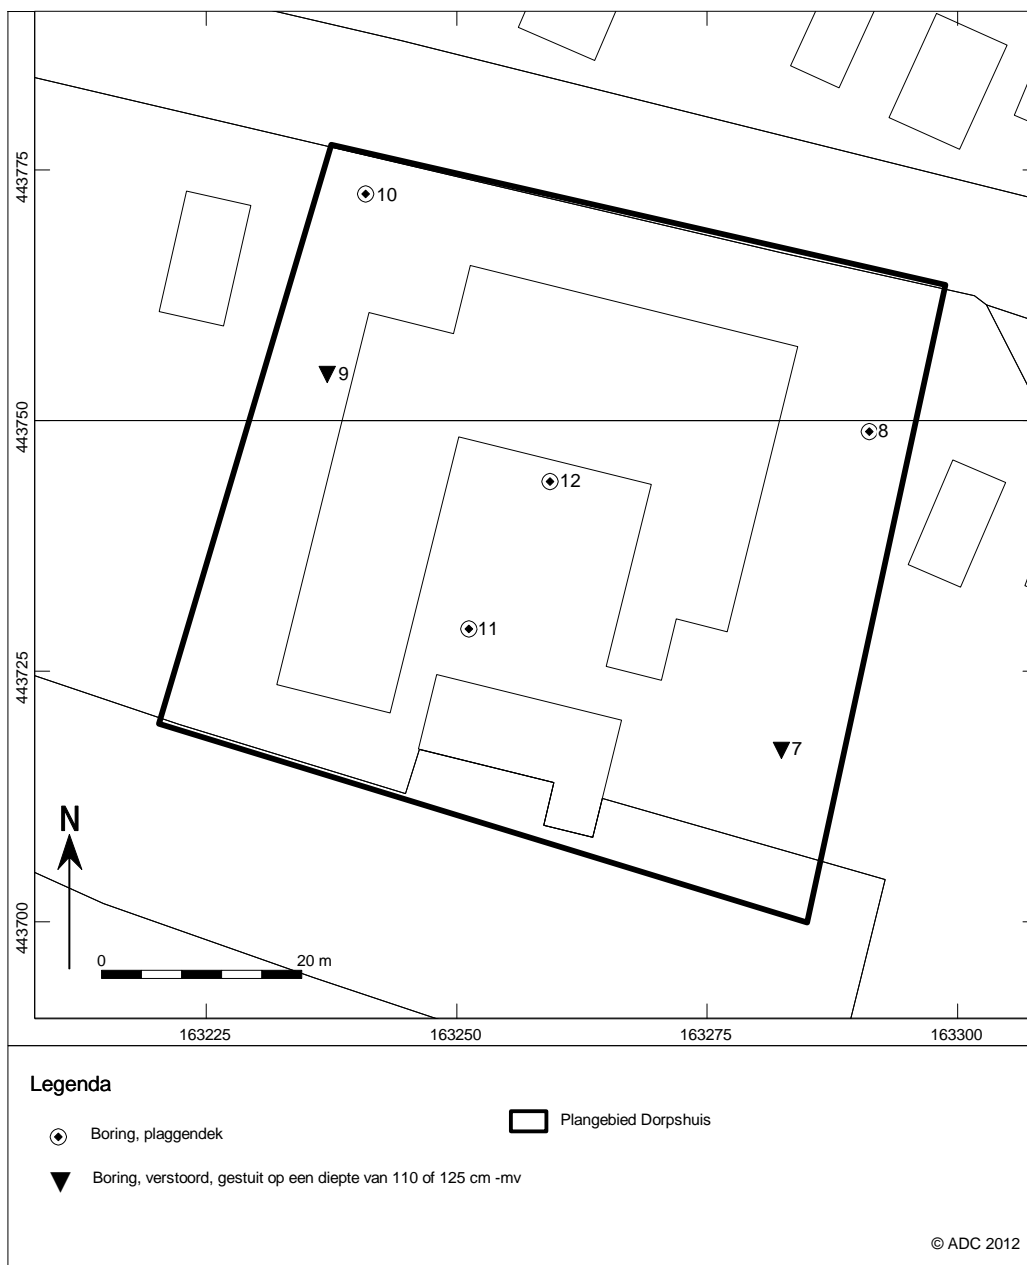 443775
10
9
443750
8
12
11
443725
7
N
443700
0 20 m
163225 163250 163275 163300
Legenda
Boring, plaggendek
Plangebied Dorpshuis
Boring, verstoord, gestuit op een diepte van 110 of 125 cm -mv
© ADC 2012